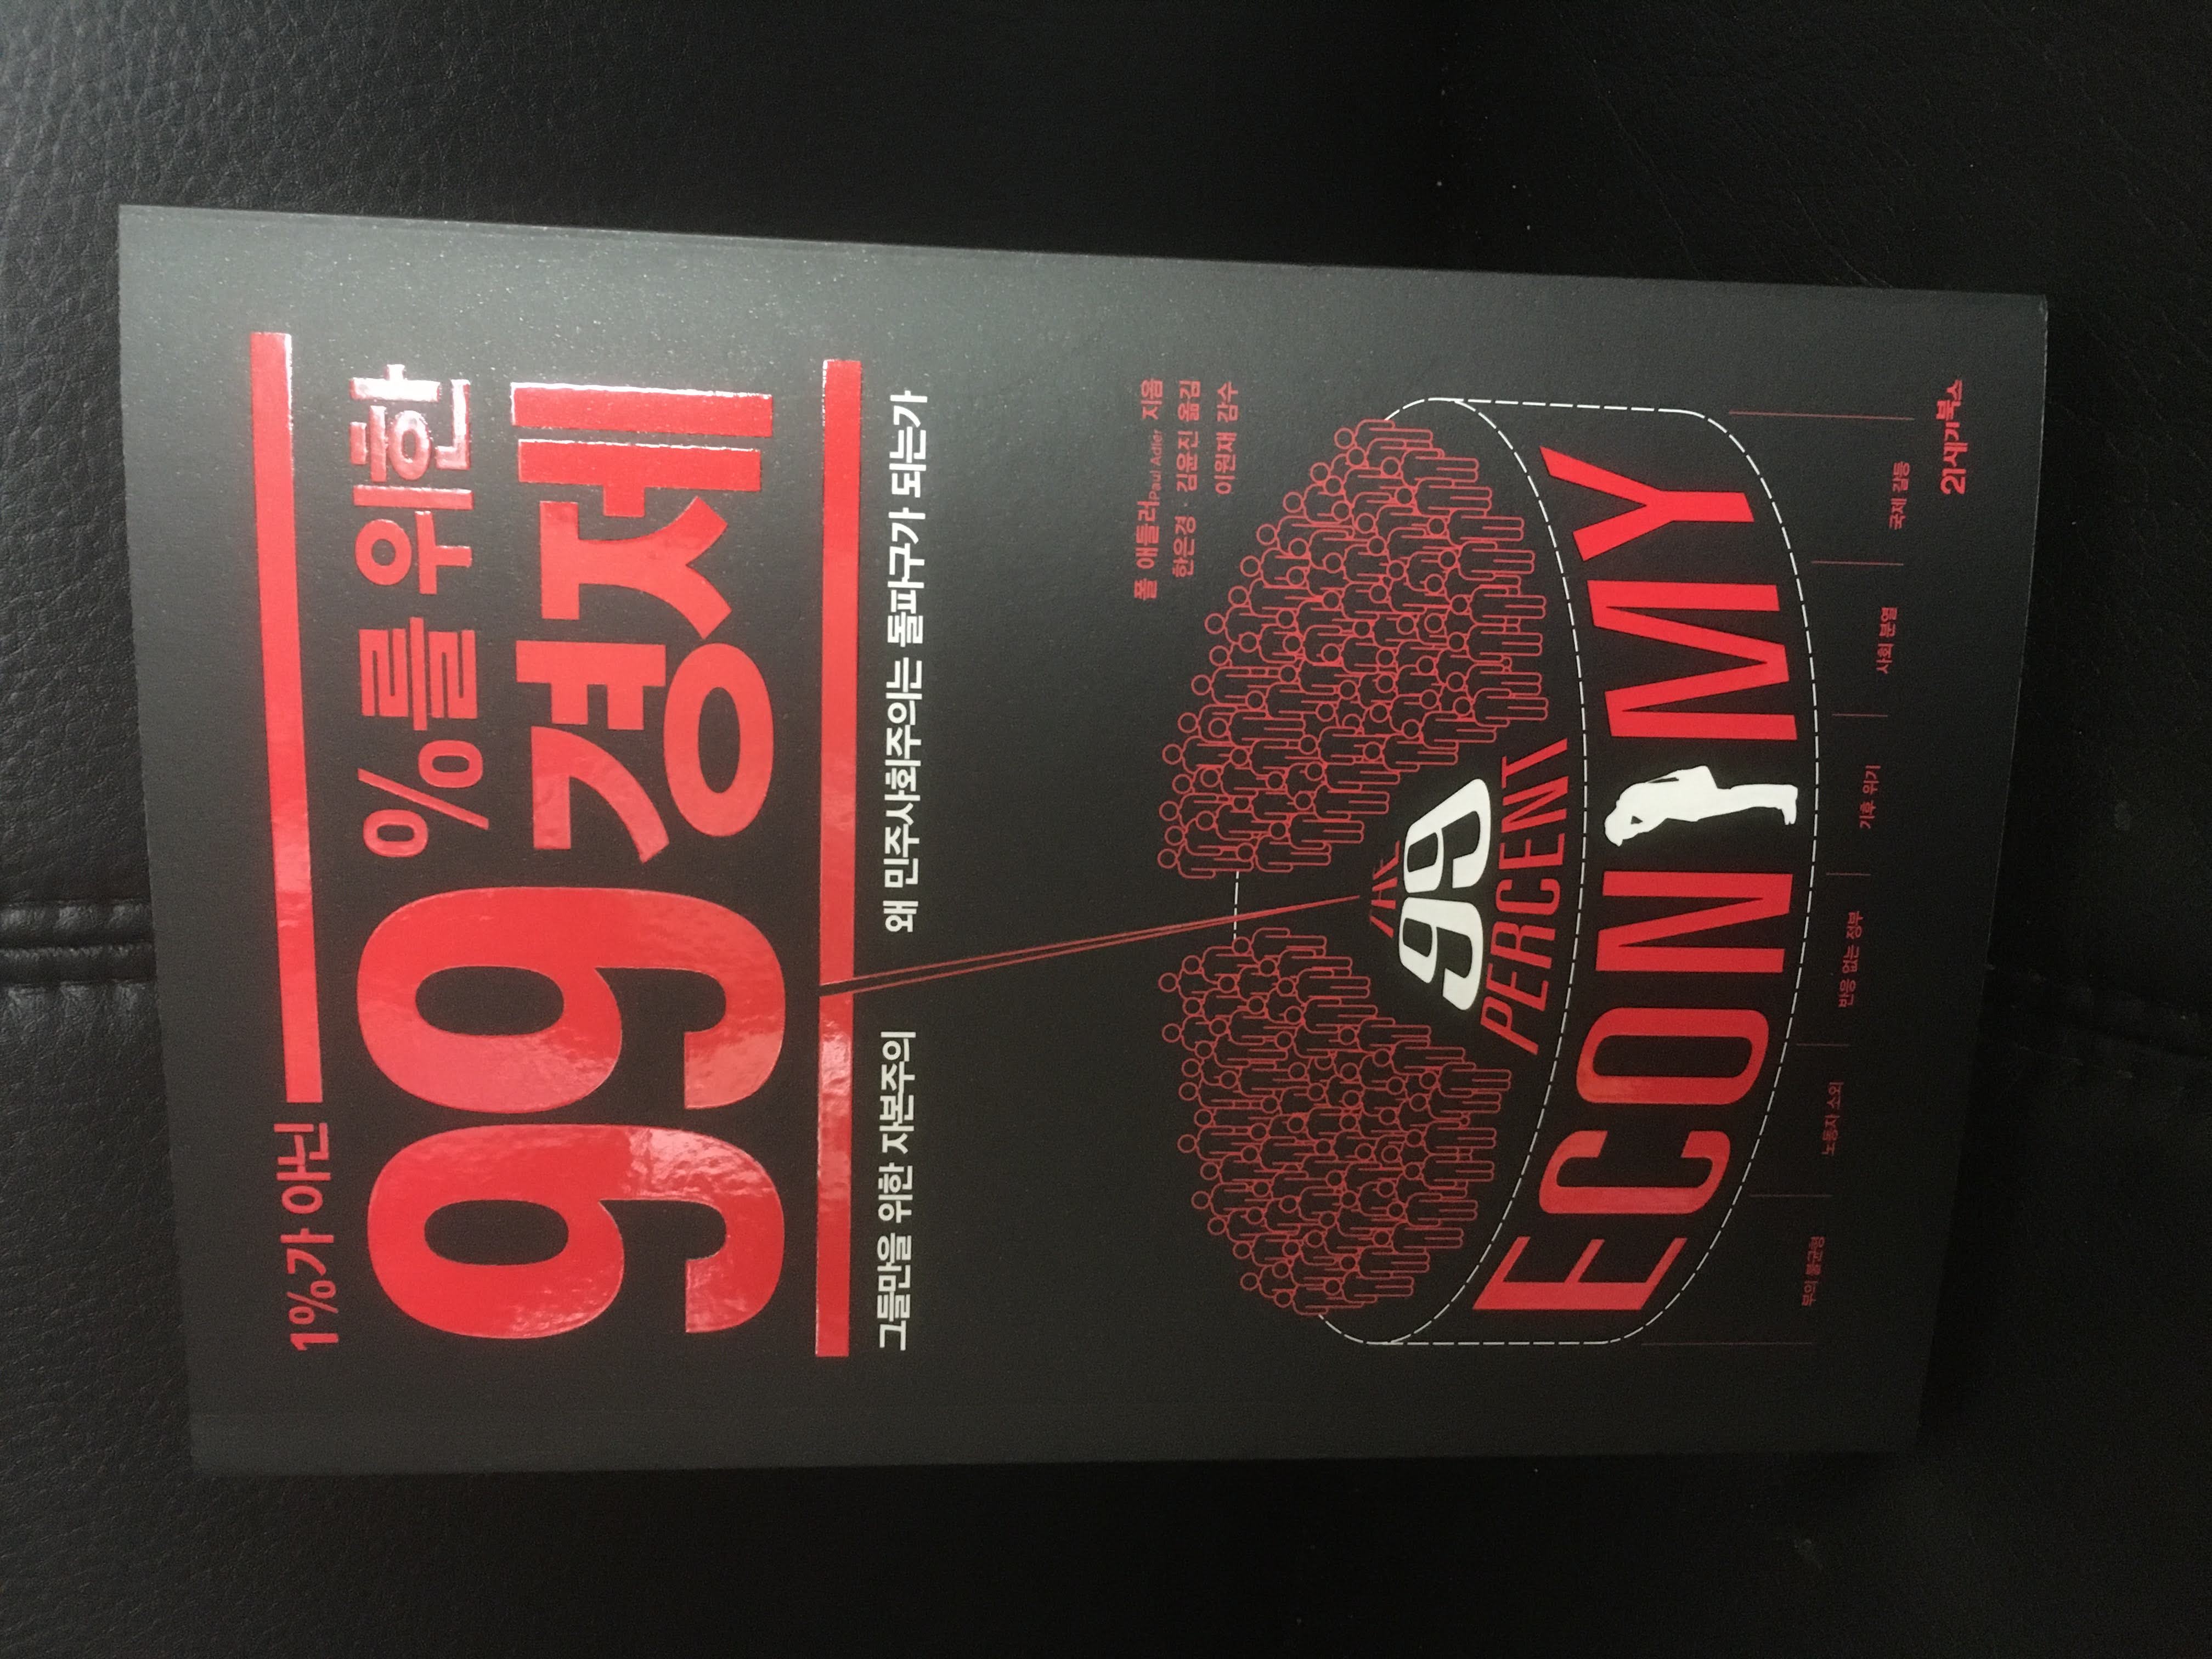 1%가 아닌
99%를 위한
경제
그들만을 위한 자본주의 왜 민주사회주의는 돌파구가 되는가
폴 애들러Paul Adler 지음
한은경·김윤진 옮김
이원재 감수
THE
99
PERCENT
ECONOMY
부의 불균형 노동자 소외 반응 없는 정부 기후 위기 사회 분열 국제 갈등
21세기북스